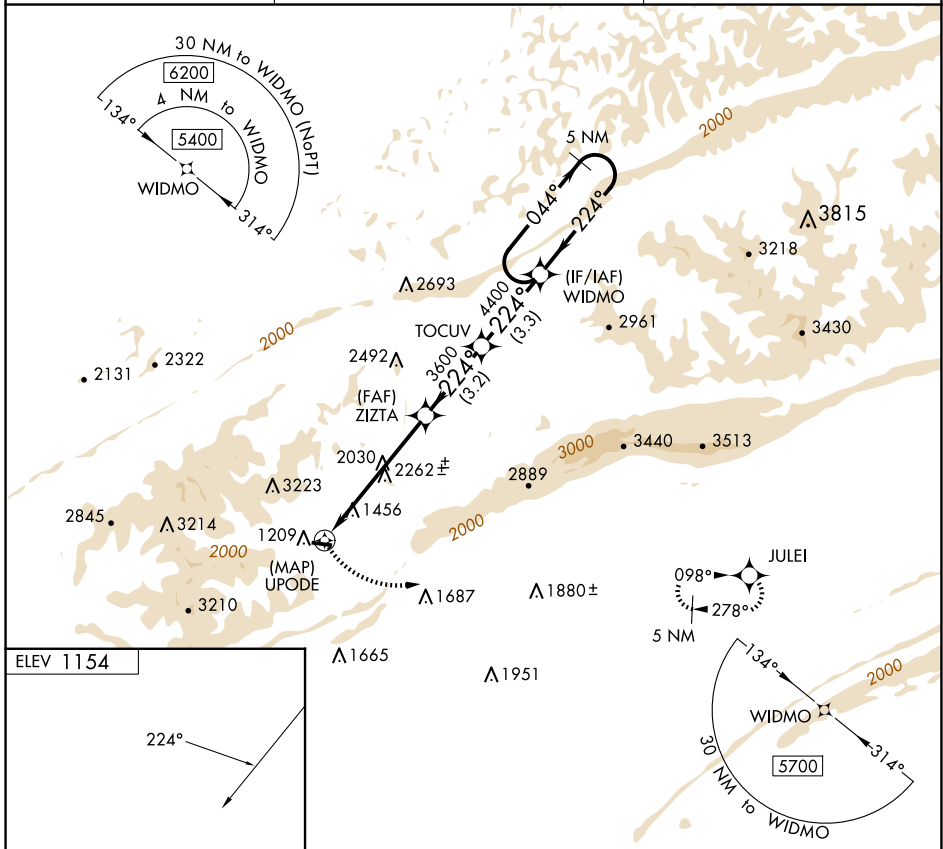 30 NM to WIDMO (NoPT)
6200
4 NM to WIDMO
5400
134°
WIDMO
314°
2000
5 NM
044°
224°
3815
3218
(IF/IAF)
WIDMO
2693
4400
224°
(3.3)
2961
3430
TOCUV
2000
2322
2131
2492
3600
224°
(3.2)
(FAF)
ZIZTA
3000
3440
3513
2030
2262±
2889
3223
1456
2845
3214
2000
1209
2000
(MAP)
UPODE
JULEI
098°
278°
5 NM
1687
1880±
3210
1665
1951
ELEV 1154
224°
134°
2000
WIDMO
314°
5700
30 NM to WIDMO